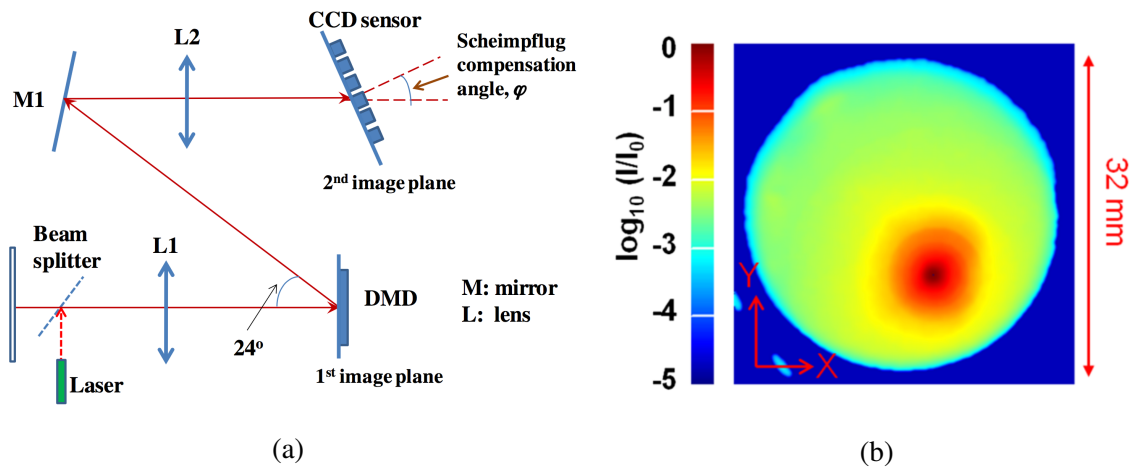 CCD sensor
L2
Scheimpflug
compensation
angle, φ
M1
2nd image plane
Beam
splitter
L1
DMD
M: mirror
L: lens
24º
1st image plane
Laser
(a)
0
-1
-2
-3
-4
-5
log10 (I/I0)
32 mm
Y
X
(b)